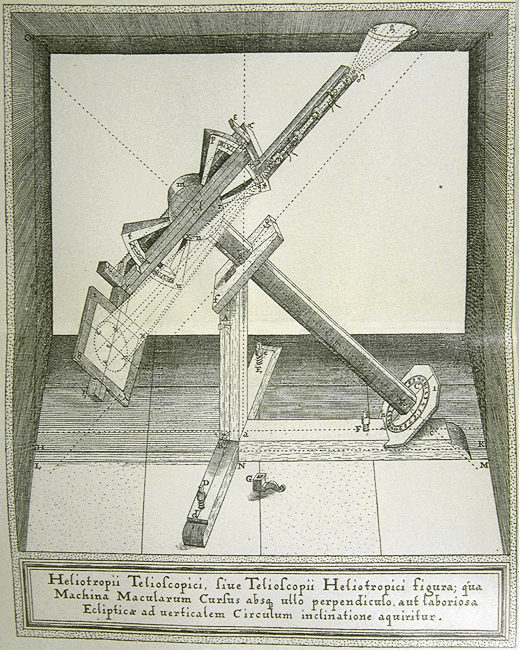 Heliotropii Telioſcopici, ſiue Telioſcopii Heliotropici figura; qua
Machina Macularum Curſus absq ullo perpendiculo, aut laborioſa
Eclipticæ ad uerticalem Circulum inclinatione aquiritur.
H
K
L
N
M
F
G
D
E
A
I
C
m